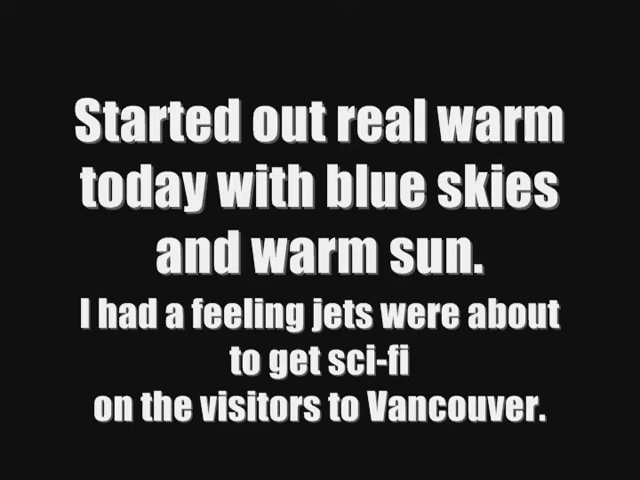 Started out real warm
today with blue skies
and warm sun.
I had a feeling jets were about
to get sci-fi
on the visitors to Vancouver.